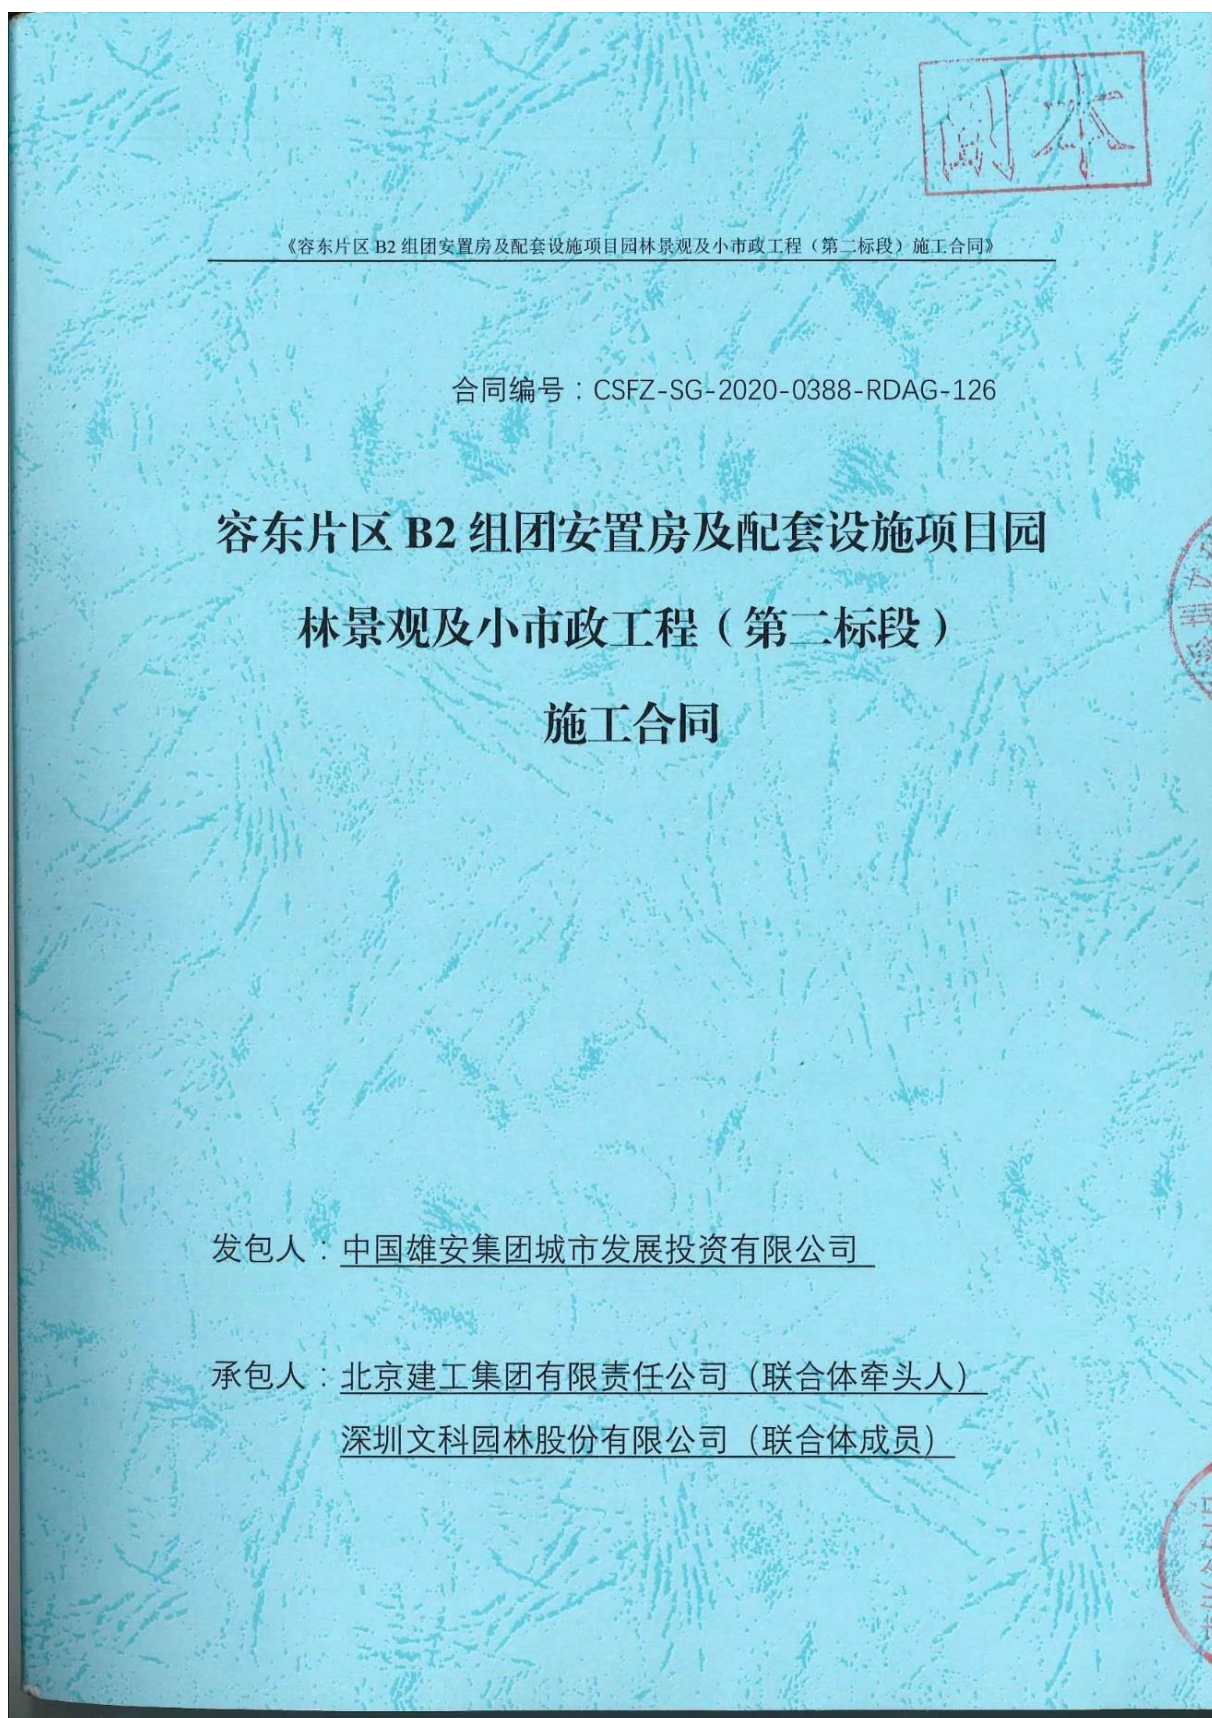 副本
《容东片区 B2 组团安置房及配套设施项目园林景观及小市政工程（第二标段）施工合同》
合同编号：CSFZ-SG-2020-0388-RDAG-126
容东片区 B2 组团安置房及配套设施项目园
林景观及小市政工程（第二标段）
施工合同
发包人：中国雄安集团城市发展投资有限公司
承包人：北京建工集团有限责任公司（联合体牵头人）
深圳文科园林股份有限公司（联合体成员）